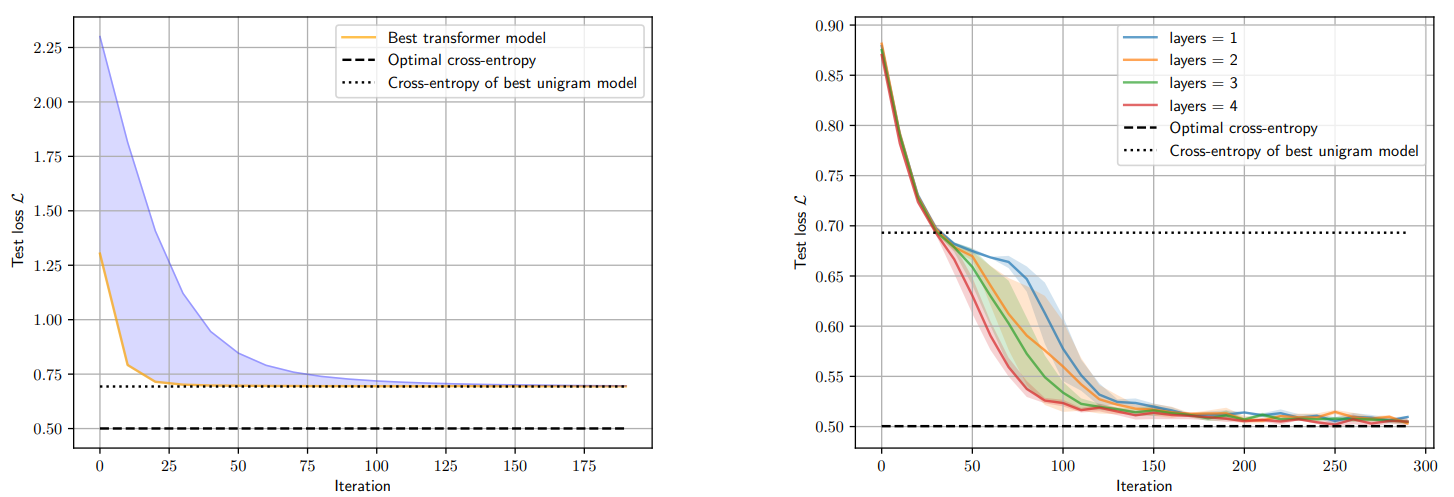 2.25
2.00
1.75
1.50
1.25
1.00
0.75
0.50
Test loss ℒ
0 25 50 75 100 125 150 175
Iteration
Best transformer model
Optimal cross-entropy
Cross-entropy of best unigram model
0.90
0.85
0.80
0.75
0.70
0.65
0.60
0.55
0.50
Test loss ℒ
0 50 100 150 200 250 300
Iteration
layers = 1
layers = 2
layers = 3
layers = 4
Optimal cross-entropy
Cross-entropy of best unigram model